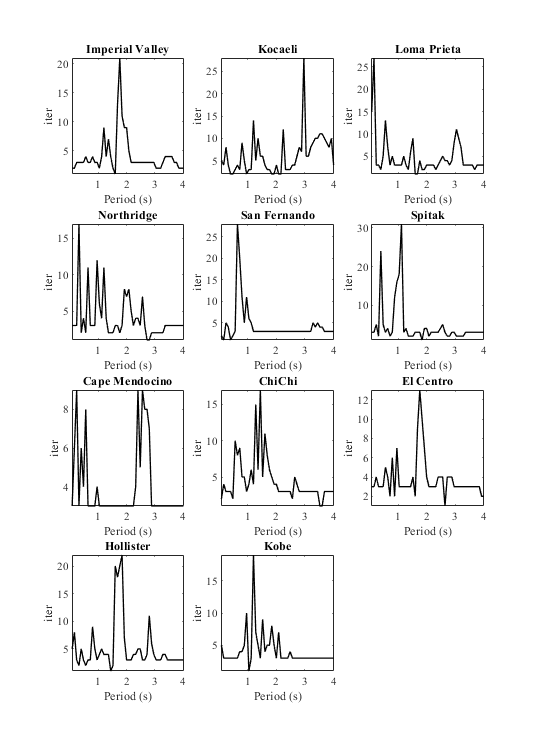 Imperial Valley
20
15
10
5
iter
1 2 3 4
Period (s)
Kocaeli
25
20
15
10
5
iter
1 2 3 4
Period (s)
Loma Prieta
25
20
15
10
5
iter
1 2 3 4
Period (s)
Northridge
15
10
5
iter
1 2 3 4
Period (s)
San Fernando
25
20
15
10
5
iter
1 2 3 4
Period (s)
Spitak
30
20
10
iter
1 2 3 4
Period (s)
Cape Mendocino
8
6
4
iter
1 2 3 4
Period (s)
ChiChi
15
10
5
iter
1 2 3 4
Period (s)
El Centro
12
10
8
6
4
2
iter
1 2 3 4
Period (s)
Hollister
20
15
10
5
iter
1 2 3 4
Period (s)
Kobe
15
10
5
iter
1 2 3 4
Period (s)